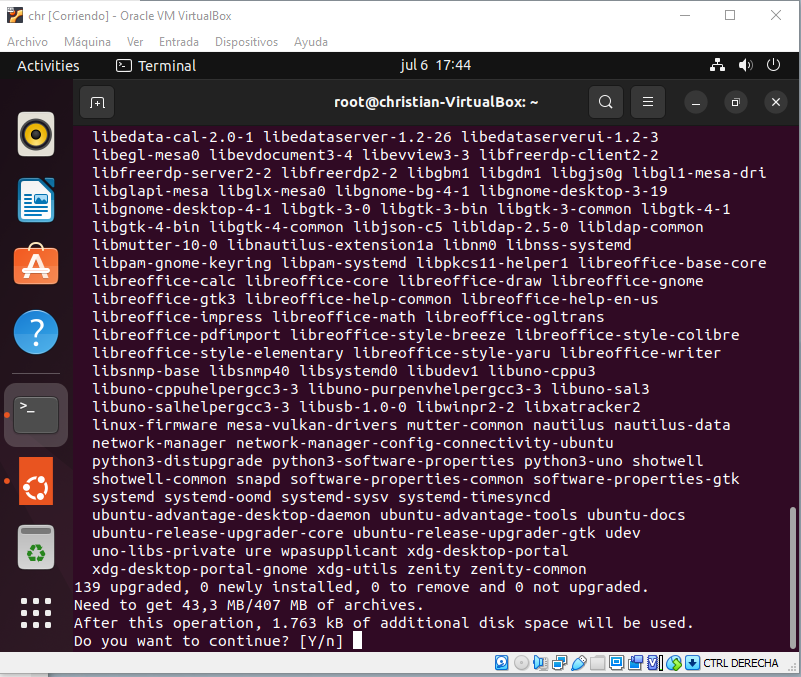 chr [Corriendo] - Oracle VM VirtualBox
Archivo Máquina Ver Entrada Dispositivos Ayuda
Activities Terminal jul 6 17:44
root@christian-VirtualBox: ~
libedata-cal-2.0-1 libedataserver-1.2-26 libedataserverui-1.2-3
libegl-mesa0 libevdocument3-4 libevview3-3 libfreerdp-client2-2
libfreerdp-server2-2 libfreerdp2-2 libgbm1 libgdm1 libgjs0g libgl1-mesa-dri
libglapi-mesa libglx-mesa0 libgnome-bg-4-1 libgnome-desktop-3-19
libgnome-desktop-4-1 libgtk-3-0 libgtk-3-bin libgtk-3-common libgtk-4-1
libgtk-4-bin libgtk-4-common libjson-c5 libldap-2.5-0 libldap-common
libmutter-10-0 libnautilus-extension1a libnm0 libnss-systemd
libpam-gnome-keyring libpam-systemd libpkcs11-helper1 libreoffice-base-core
libreoffice-calc libreoffice-core libreoffice-draw libreoffice-gnome
libreoffice-gtk3 libreoffice-help-common libreoffice-help-en-us
libreoffice-impress libreoffice-math libreoffice-ogltrans
libreoffice-pdfimport libreoffice-style-breeze libreoffice-style-colibre
libreoffice-style-elementary libreoffice-style-yaru libreoffice-writer
libsnmp-base libsnmp40 libsystemd0 libudev1 libuno-cppu3
libuno-cppuhelpergcc3-3 libuno-purpenvhelpergcc3-3 libuno-sal3
libuno-salhelpergcc3-3 libusb-1.0-0 libwinpr2-2 libxatracker2
linux-firmware mesa-vulkan-drivers mutter-common nautilus nautilus-data
network-manager network-manager-config-connectivity-ubuntu
python3-distupgrade python3-software-properties python3-uno shotwell
shotwell-common snapd software-properties-common software-properties-gtk
systemd systemd-oomd systemd-sysv systemd-timesyncd
ubuntu-advantage-desktop-daemon ubuntu-advantage-tools ubuntu-docs
ubuntu-release-upgrader-core ubuntu-release-upgrader-gtk udev
uno-libs-private ure wpasupplicant xdg-desktop-portal
xdg-desktop-portal-gnome xdg-utils zenity zenity-common
139 upgraded, 0 newly installed, 0 to remove and 0 not upgraded.
Need to get 43,3 MB/407 MB of archives.
After this operation, 1.763 kB of additional disk space will be used.
Do you want to continue? [Y/n]
CTRL DERECHA